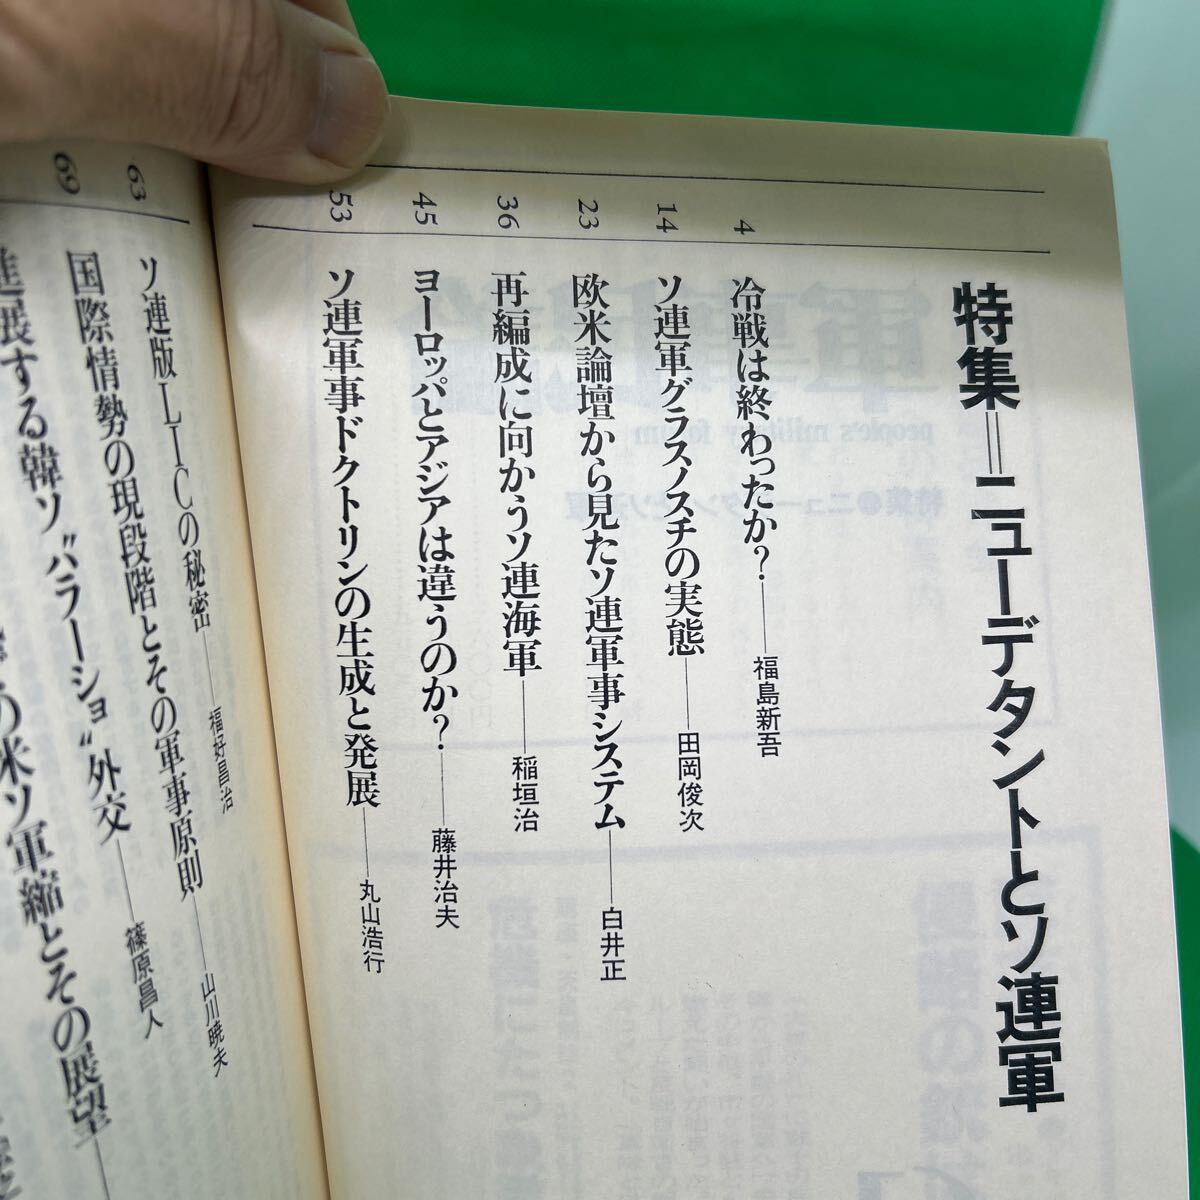 特集＝ニューデタントとソ連軍
4 冷戦は終わったか？――福島新吾
14 ソ連軍グラスノスチの実態――田岡俊次
23 欧米論壇から見たソ連軍事システム――白井正
36 再編成に向かうソ連海軍――稲垣治
45 ヨーロッパとアジアは違うのか？――藤井治夫
53 ソ連軍事ドクトリンの生成と発展――丸山浩行
63 ソ連版LICの秘密――福好昌治
69 国際情勢の現段階とその軍事原則――山川暁夫
進展する韓ソ〝ハラーショ〟外交――篠原昌人
の米ソ軍縮とその展望――